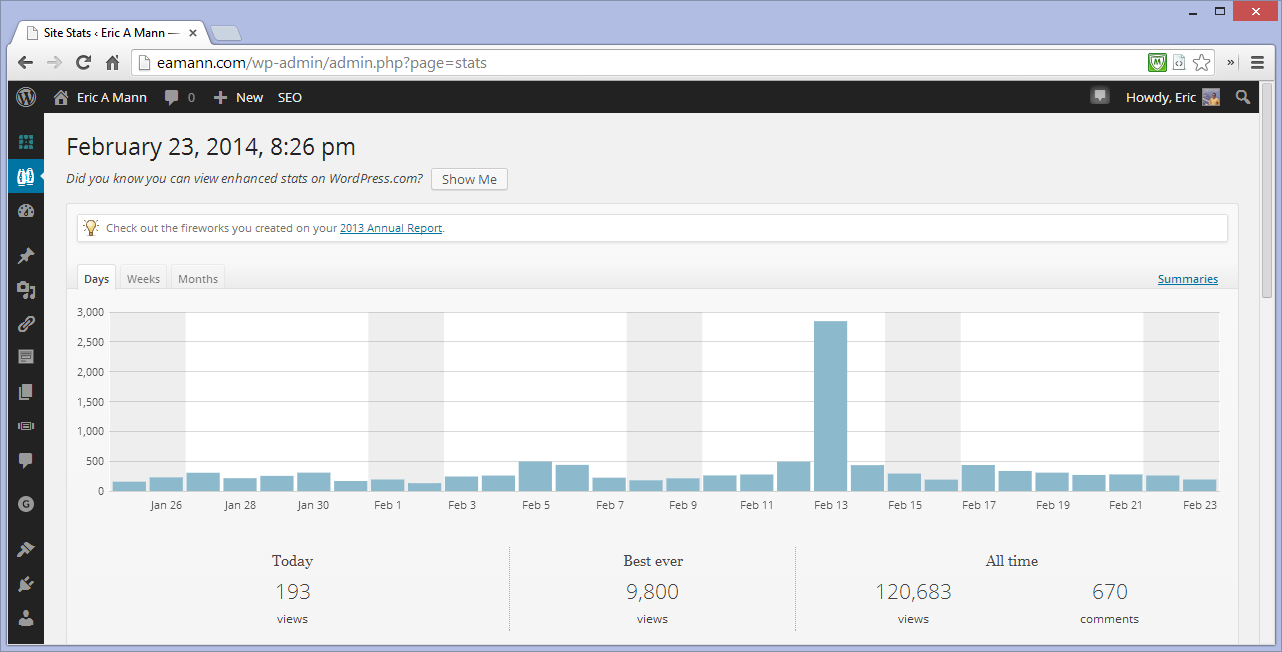 Site Stats ‹ Eric A Mann —
eamann.com/wp-admin/admin.php?page=stats
Eric A Mann 0 New SEO Howdy, Eric
February 23, 2014, 8:26 pm
Did you know you can view enhanced stats on WordPress.com? Show Me
Check out the fireworks you created on your 2013 Annual Report.
Days Weeks Months Summaries
3,000
2,500
2,000
1,500
1,000
500
0
Jan 26 Jan 28 Jan 30 Feb 1 Feb 3 Feb 5 Feb 7 Feb 9 Feb 11 Feb 13 Feb 15 Feb 17 Feb 19 Feb 21 Feb 23
Today Best ever All time
193 9,800 120,683 670
views views views comments